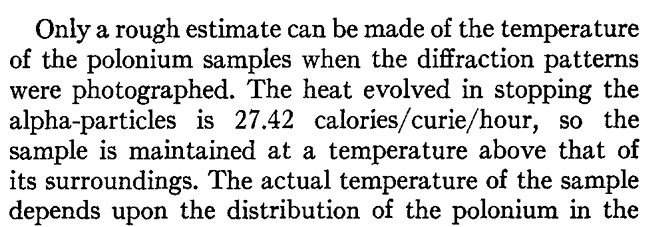 Only a rough estimate can be made of the temperature
of the polonium samples when the diffraction patterns
were photographed. The heat evolved in stopping the
alpha-particles is 27.42 calories/curie/hour, so the
sample is maintained at a temperature above that of
its surroundings. The actual temperature of the sample
depends upon the distribution of the polonium in the